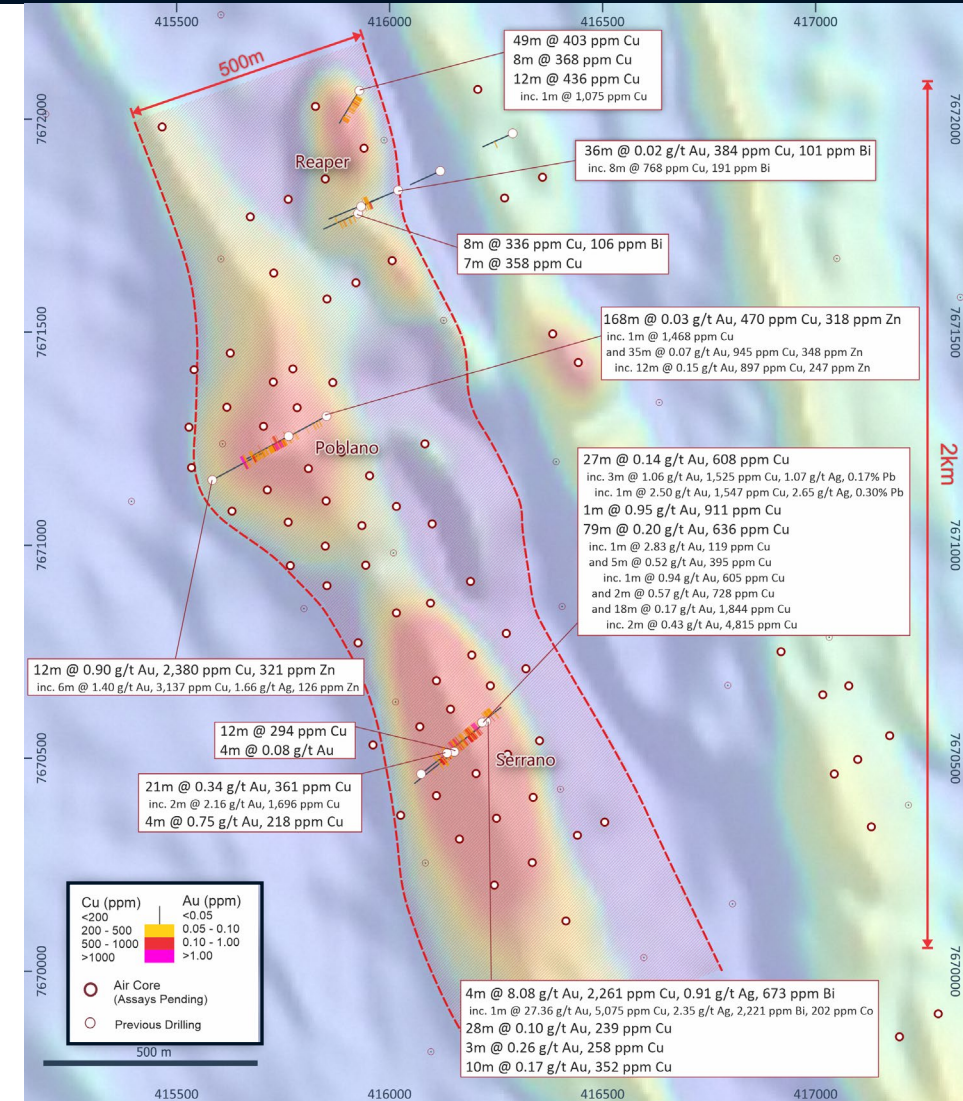 415500 416000 416500 417000
500m
49m @ 403 ppm Cu
8m @ 368 ppm Cu
12m @ 436 ppm Cu
inc. 1m @ 1,075 ppm Cu
7672000
7672000
Reaper
36m @ 0.02 g/t Au, 384 ppm Cu, 101 ppm Bi
inc. 8m @ 768 ppm Cu, 191 ppm Bi
8m @ 336 ppm Cu, 106 ppm Bi
7m @ 358 ppm Cu
7671500
7671500
168m @ 0.03 g/t Au, 470 ppm Cu, 318 ppm Zn
inc. 1m @ 1,468 ppm Cu
and 35m @ 0.07 g/t Au, 945 ppm Cu, 348 ppm Zn
inc. 12m @ 0.15 g/t Au, 897 ppm Cu, 247 ppm Zn
Poblano
2km
27m @ 0.14 g/t Au, 608 ppm Cu
inc. 3m @ 1.06 g/t Au, 1,525 ppm Cu, 1.07 g/t Ag, 0.17% Pb
inc. 1m @ 2.50 g/t Au, 1,547 ppm Cu, 2.65 g/t Ag, 0.30% Pb
1m @ 0.95 g/t Au, 911 ppm Cu
79m @ 0.20 g/t Au, 636 ppm Cu
inc. 1m @ 2.83 g/t Au, 119 ppm Cu
and 5m @ 0.52 g/t Au, 395 ppm Cu
inc. 1m @ 0.94 g/t Au, 605 ppm Cu
and 2m @ 0.57 g/t Au, 728 ppm Cu
and 18m @ 0.17 g/t Au, 1,844 ppm Cu
inc. 2m @ 0.43 g/t Au, 4,815 ppm Cu
7671000
7671000
12m @ 0.90 g/t Au, 2,380 ppm Cu, 321 ppm Zn
inc. 6m @ 1.40 g/t Au, 3,137 ppm Cu, 1.66 g/t Ag, 126 ppm Zn
12m @ 294 ppm Cu
4m @ 0.08 g/t Au
Serrano
7670500
7670500
21m @ 0.34 g/t Au, 361 ppm Cu
inc. 2m @ 2.16 g/t Au, 1,696 ppm Cu
4m @ 0.75 g/t Au, 218 ppm Cu
Cu (ppm) Au (ppm)
<200 <0.05
200 - 500 0.05 - 0.10
500 - 1000 0.10 - 1.00
>1000 >1.00
Air Core
(Assays Pending)
Previous Drilling
500 m
7670000
7670000
4m @ 8.08 g/t Au, 2,261 ppm Cu, 0.91 g/t Ag, 673 ppm Bi
inc. 1m @ 27.36 g/t Au, 5,075 ppm Cu, 2.35 g/t Ag, 2,221 ppm Bi, 202 ppm Co
28m @ 0.10 g/t Au, 239 ppm Cu
3m @ 0.26 g/t Au, 258 ppm Cu
10m @ 0.17 g/t Au, 352 ppm Cu
415500 416000 416500 417000